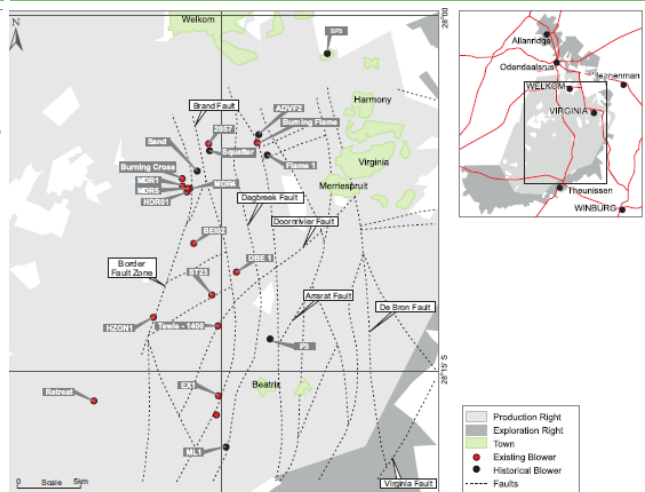 Welkom
N
SP3
28°00
Brand Fault
ADVF2
Harmony
2057
Burning Flame
Sand
Squatter
Virginia
Burning Cross
Flame 1
MDR1
MDR4
Merriespruit
MDR5
HDR01
Dagbreek Fault
Doornrivier Fault
BEI02
Border
Fault Zone
DBE 1
ST23
Ararat Fault
De Bron Fault
HZON1
Tewie - 1400
P3
28°15
Retreat
EX1
Beatrix
ML1
Virginia Fault
0 Scale 5km
Allanridge
Odendaalsrus
WELKOM
VIRGINIA
Theunissen
WINBURG
Production Right
Exploration Right
Town
Existing Blower
Historical Blower
Faults